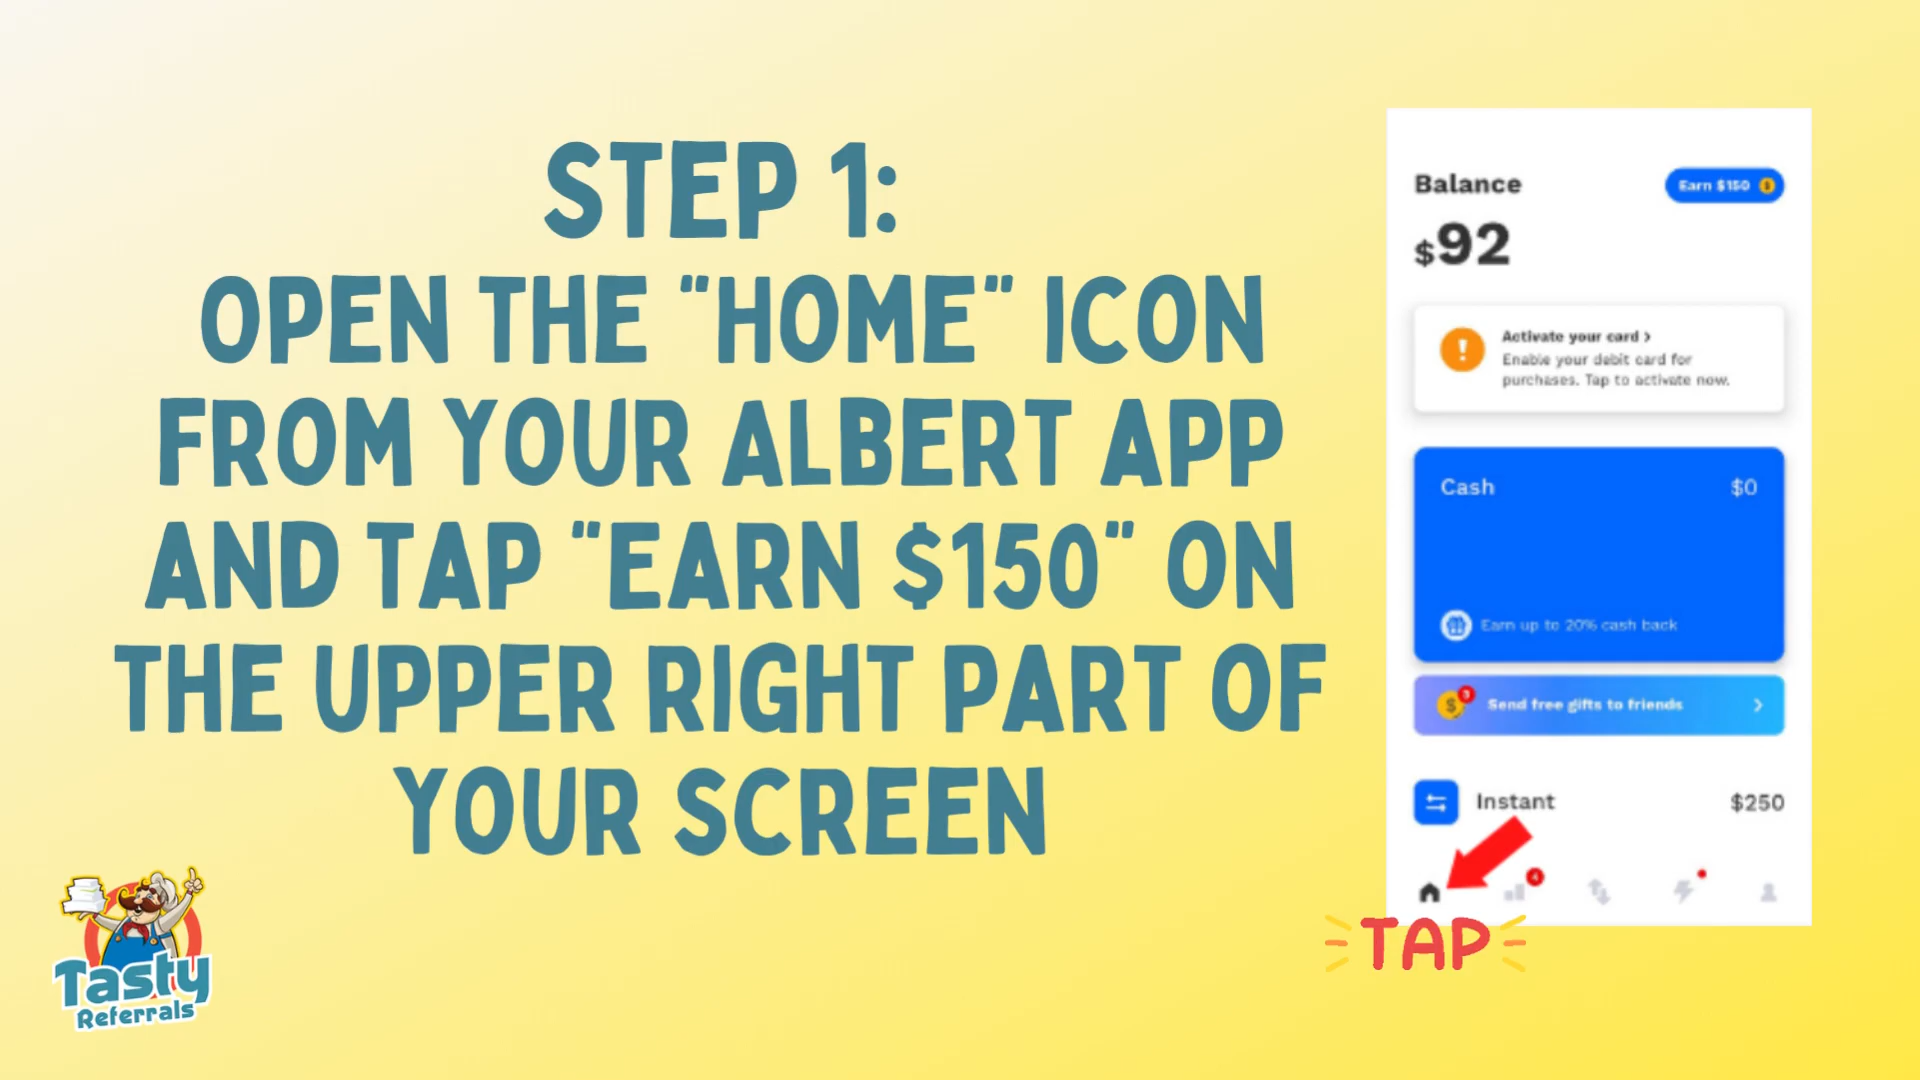 STEP 1:
OPEN THE "HOME" ICON
FROM YOUR ALBERT APP
AND TAP "EARN $150" ON
THE UPPER RIGHT PART OF
YOUR SCREEN
Balance
Earn $150
$92
Activate your card >
Enable your debit card for
purchases. Tap to activate now.
Cash $0
Earn up to 20% cash back
3
Send free gifts to friends >
Instant $250
4
TAP
Tasty
Referrals